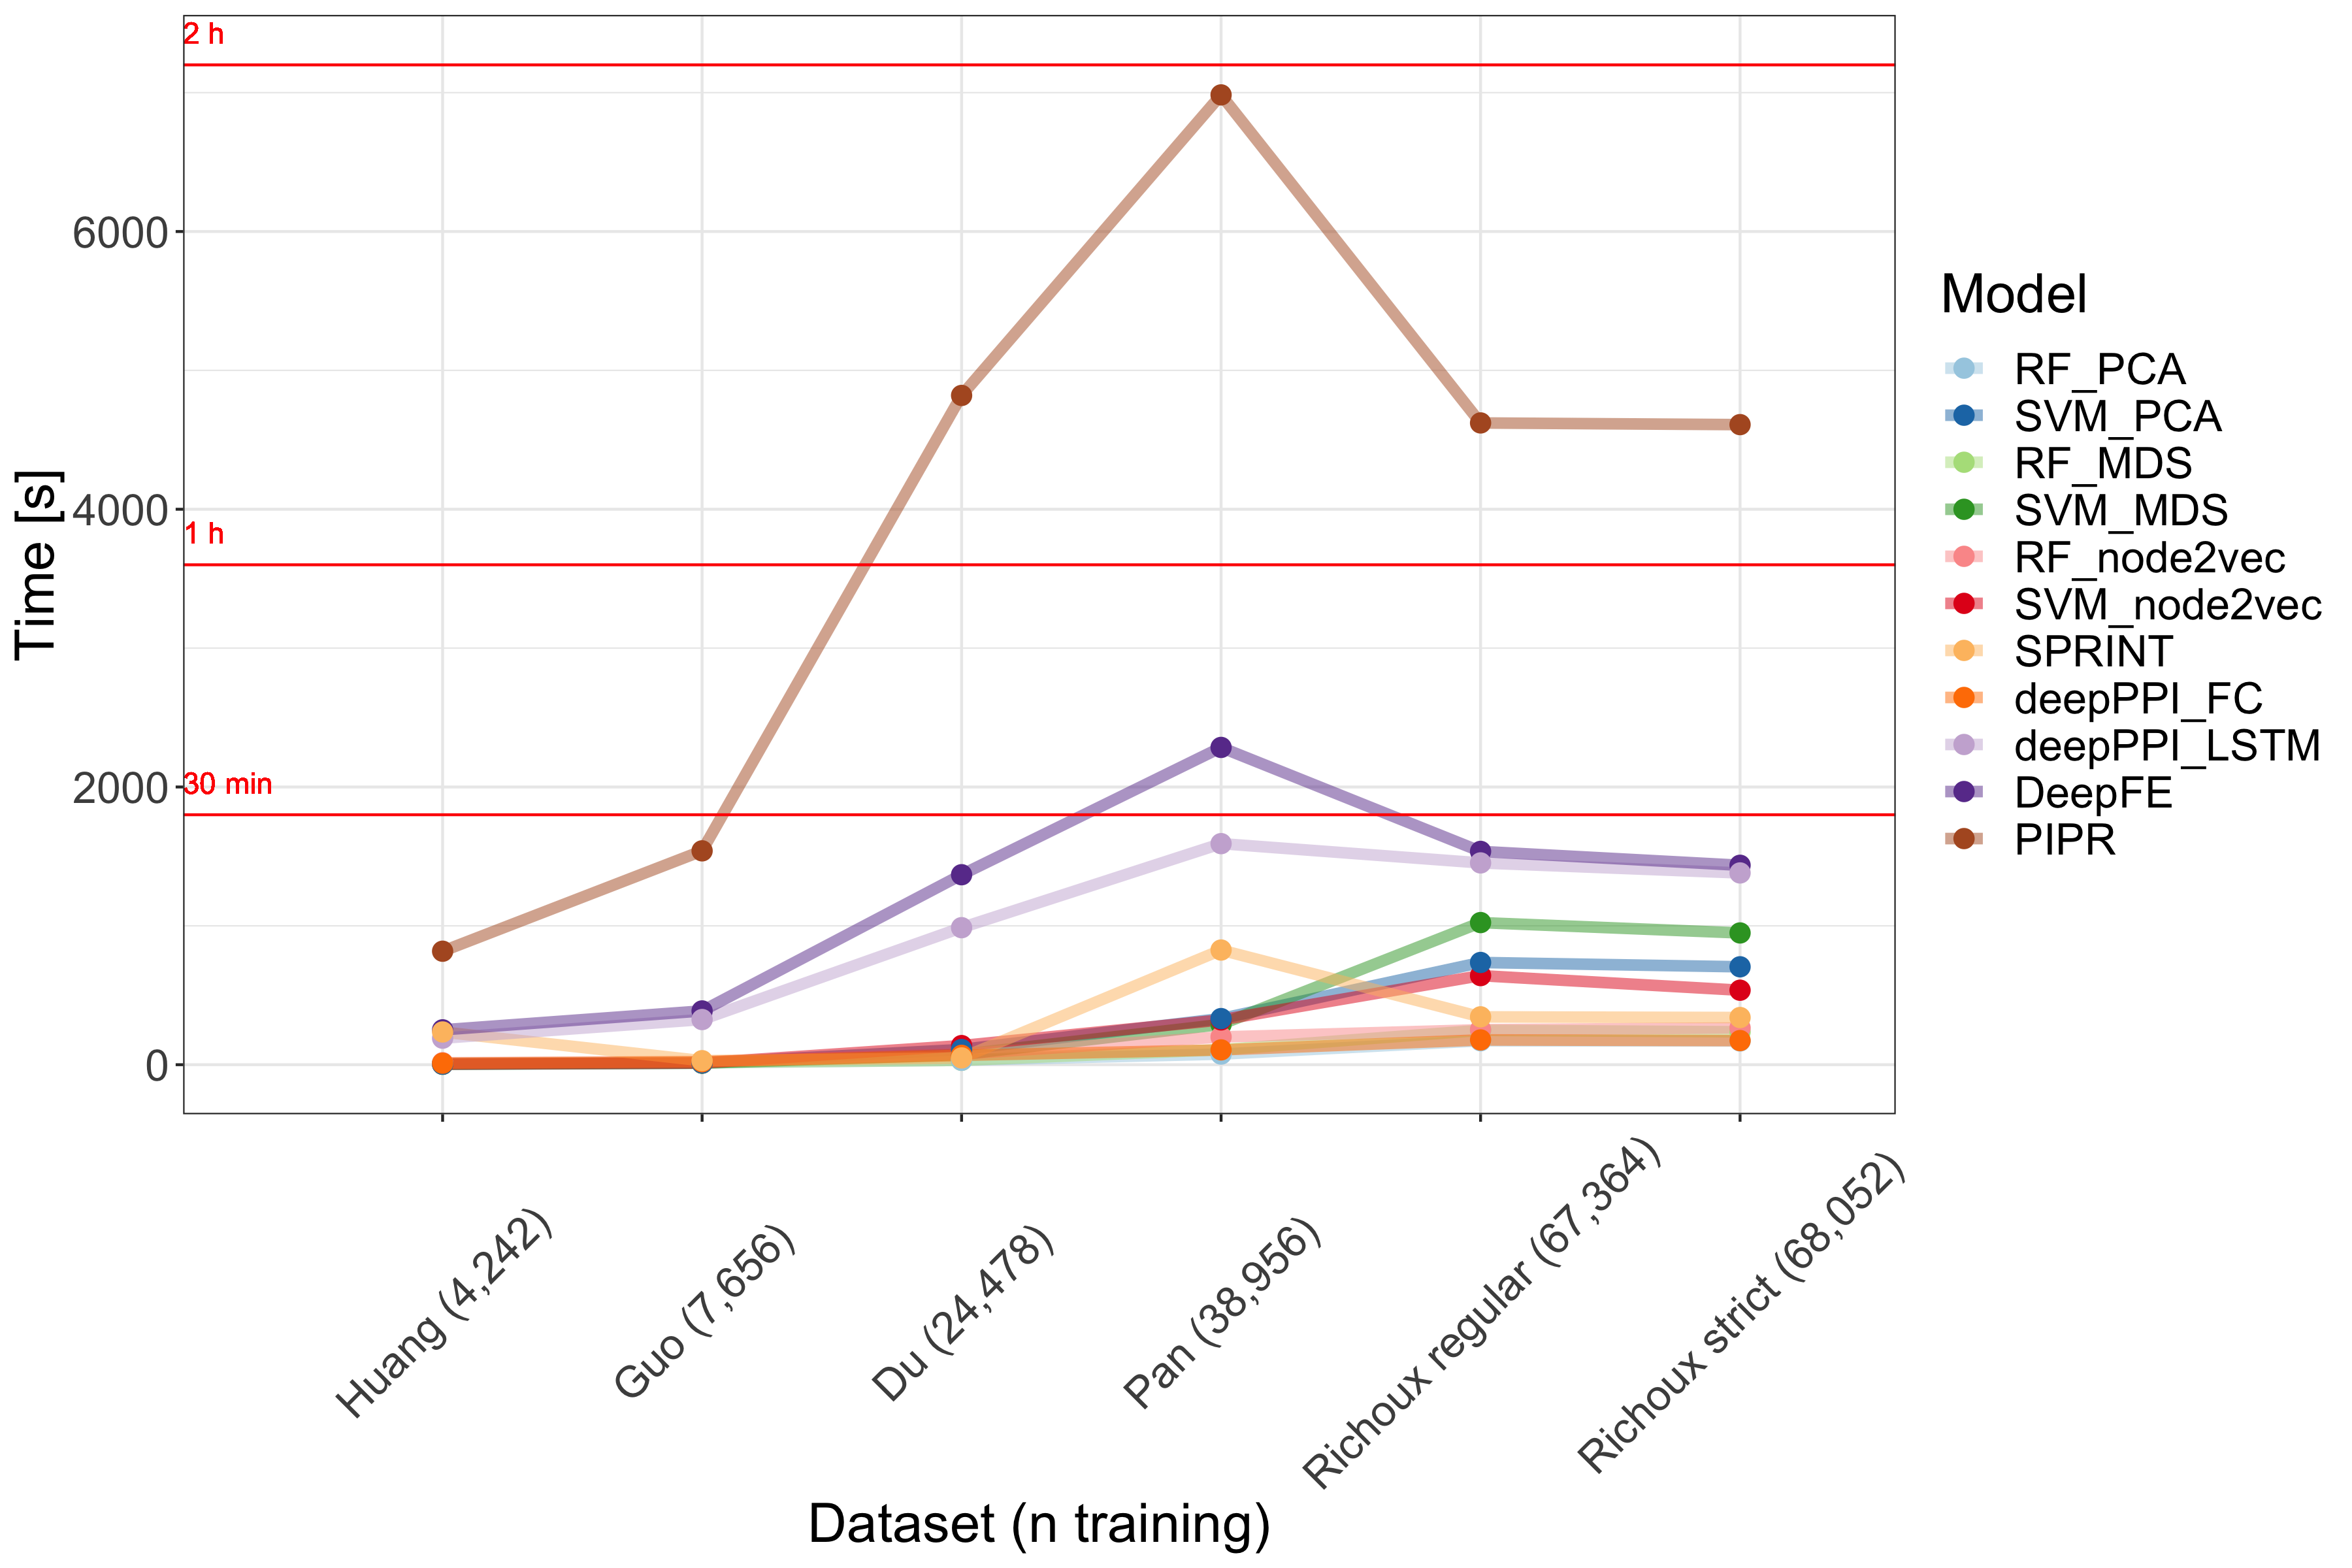 2 h
6000
4000
1 h
2000
30 min
0
Time [s]
Huang (4,242)
Guo (7,656)
Du (24,478)
Pan (38,956)
Richoux regular (67,364)
Richoux strict (68,052)
Dataset (n training)
Model
RF_PCA
SVM_PCA
RF_MDS
SVM_MDS
RF_node2vec
SVM_node2vec
SPRINT
deepPPI_FC
deepPPI_LSTM
DeepFE
PIPR